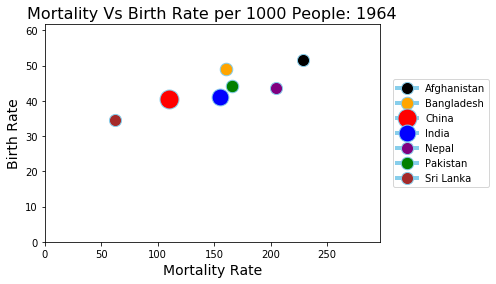 Mortality Vs Birth Rate per 1000 People: 1964
60
50
40
30
20
10
0
Birth Rate
0 50 100 150 200 250
Mortality Rate
Afghanistan
Bangladesh
China
India
Nepal
Pakistan
Sri Lanka